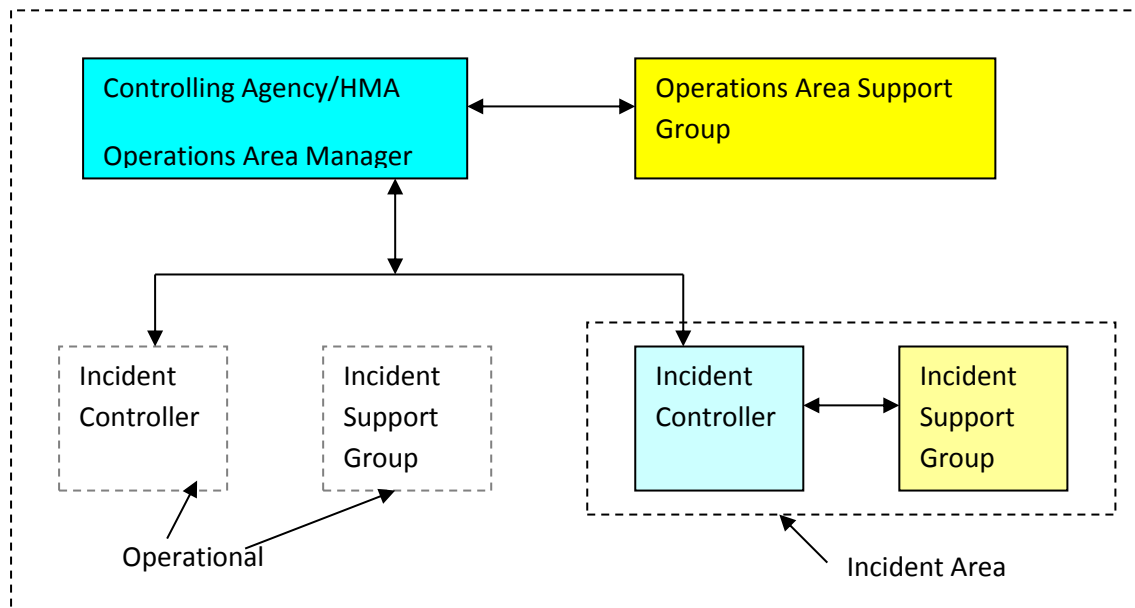 Controlling Agency/HMA
Operations Area Manager
Operations Area Support
Group
Incident
Controller
Incident
Support
Group
Incident
Controller
Incident
Support
Group
Operational
Incident Area